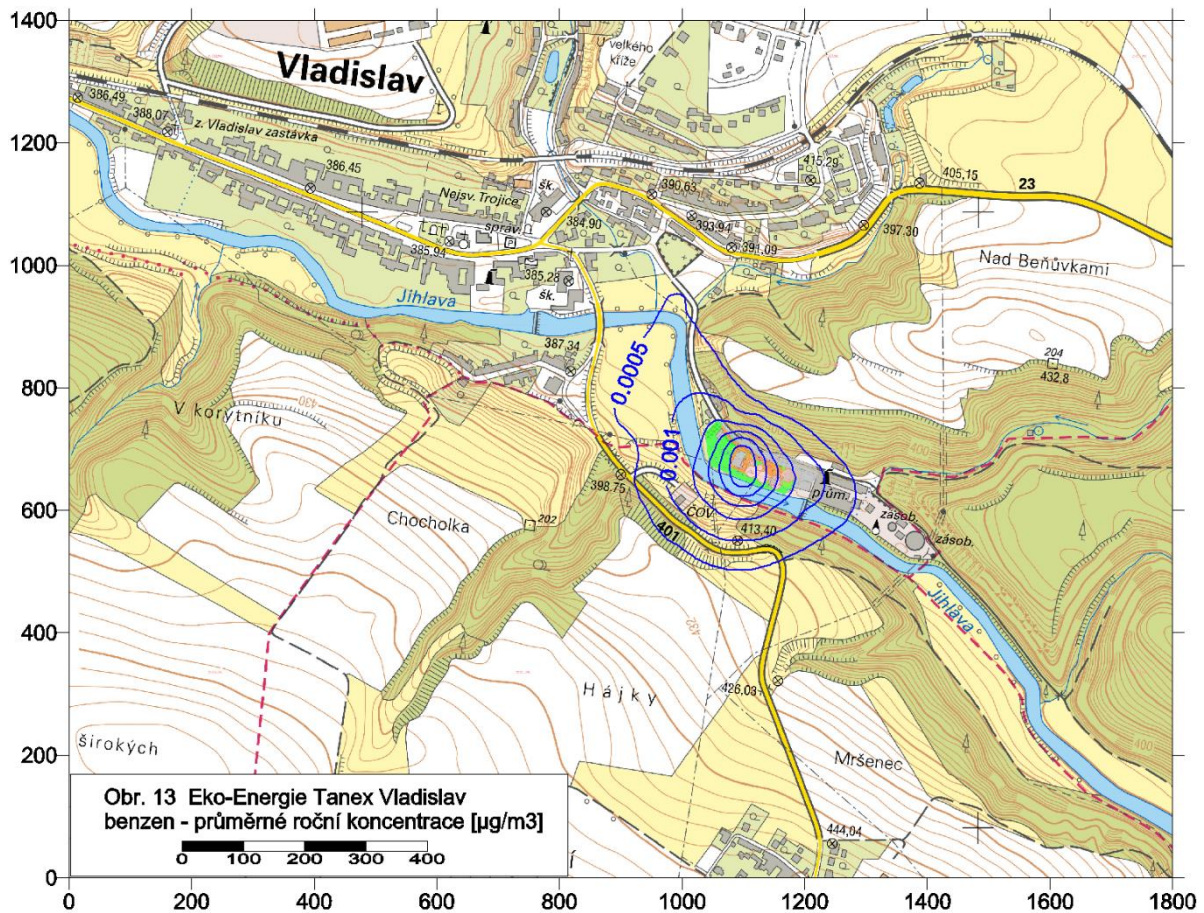 1400
1200
1000
800
600
400
200
0
Vladislav
velkého
kříže
386,49
388,07
z. Vladislav zastávka
386,45
šk.
415,29
405,15
23
Nejsv. Trojice
390,63
393,94
384,90
správ.
391,09
397,30
385,94
385,28
šk.
Nad Beňůvkami
Jihlava
387,34
204
432,8
0.0005
V korytníku
430
400
0.001
398,75
prům.
Chocholka
202
ČOV
413,40
zásob.
zásob.
401
Jihlava
432
Hájky
426,03
400
širokých
Mršenec
444,04
Obr. 13 Eko-Energie Tanex Vladislav
benzen - průměrné roční koncentrace [µg/m3]
0 100 200 300 400
í
0 200 400 600 800 1000 1200 1400 1600 1800